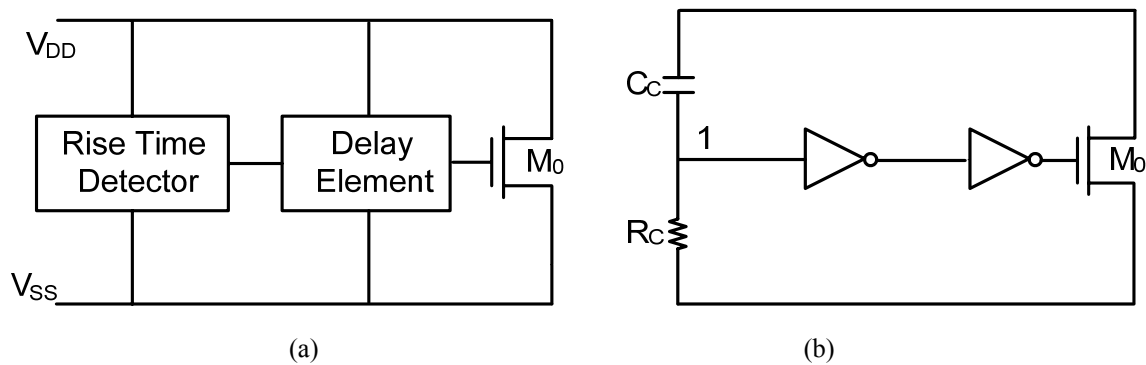 VDD
Rise Time
Detector
Delay
Element
M0
VSS
(a)
CC
1
RC
M0
(b)